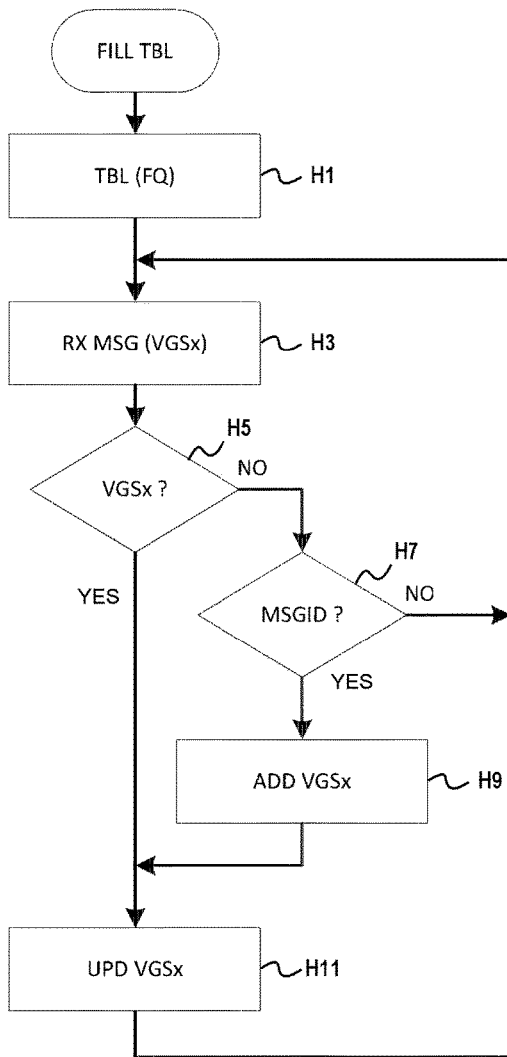 FILL TBL
TBL (FQ)
H1
RX MSG (VGSx)
H3
H5
VGSx ?
NO
H7
YES
MSGID ?
NO
YES
ADD VGSx
H9
UPD VGSx
H11